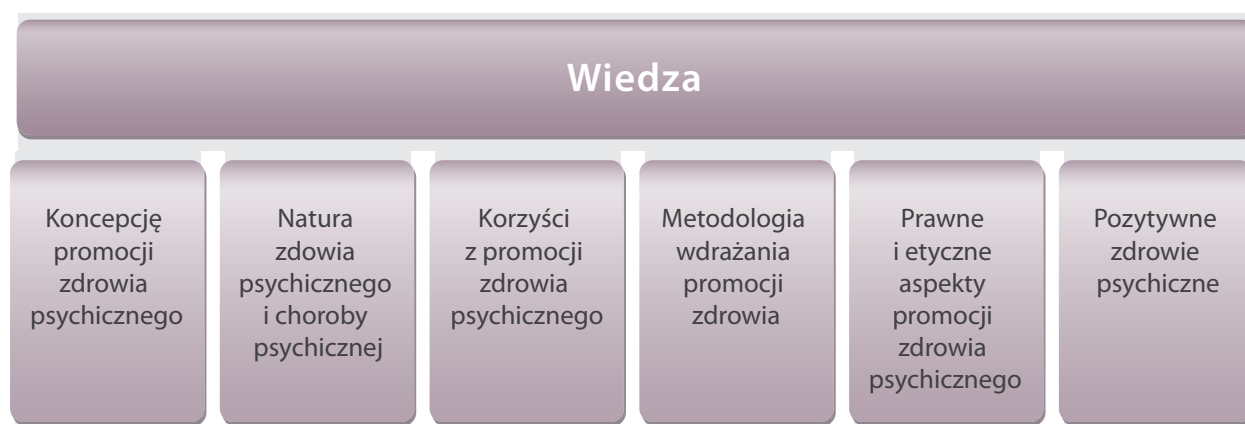 Wiedza
Koncepcję
promocji
zdrowia
psychicznego
Natura
zdowia
psychicznego
i choroby
psychicznej
Korzyści
z promocji
zdrowia
psychicznego
Metodologia
wdrażania
promocji
zdrowia
Prawne
i etyczne
aspekty
promocji
zdrowia
psychicznego
Pozytywne
zdrowie
psychiczne